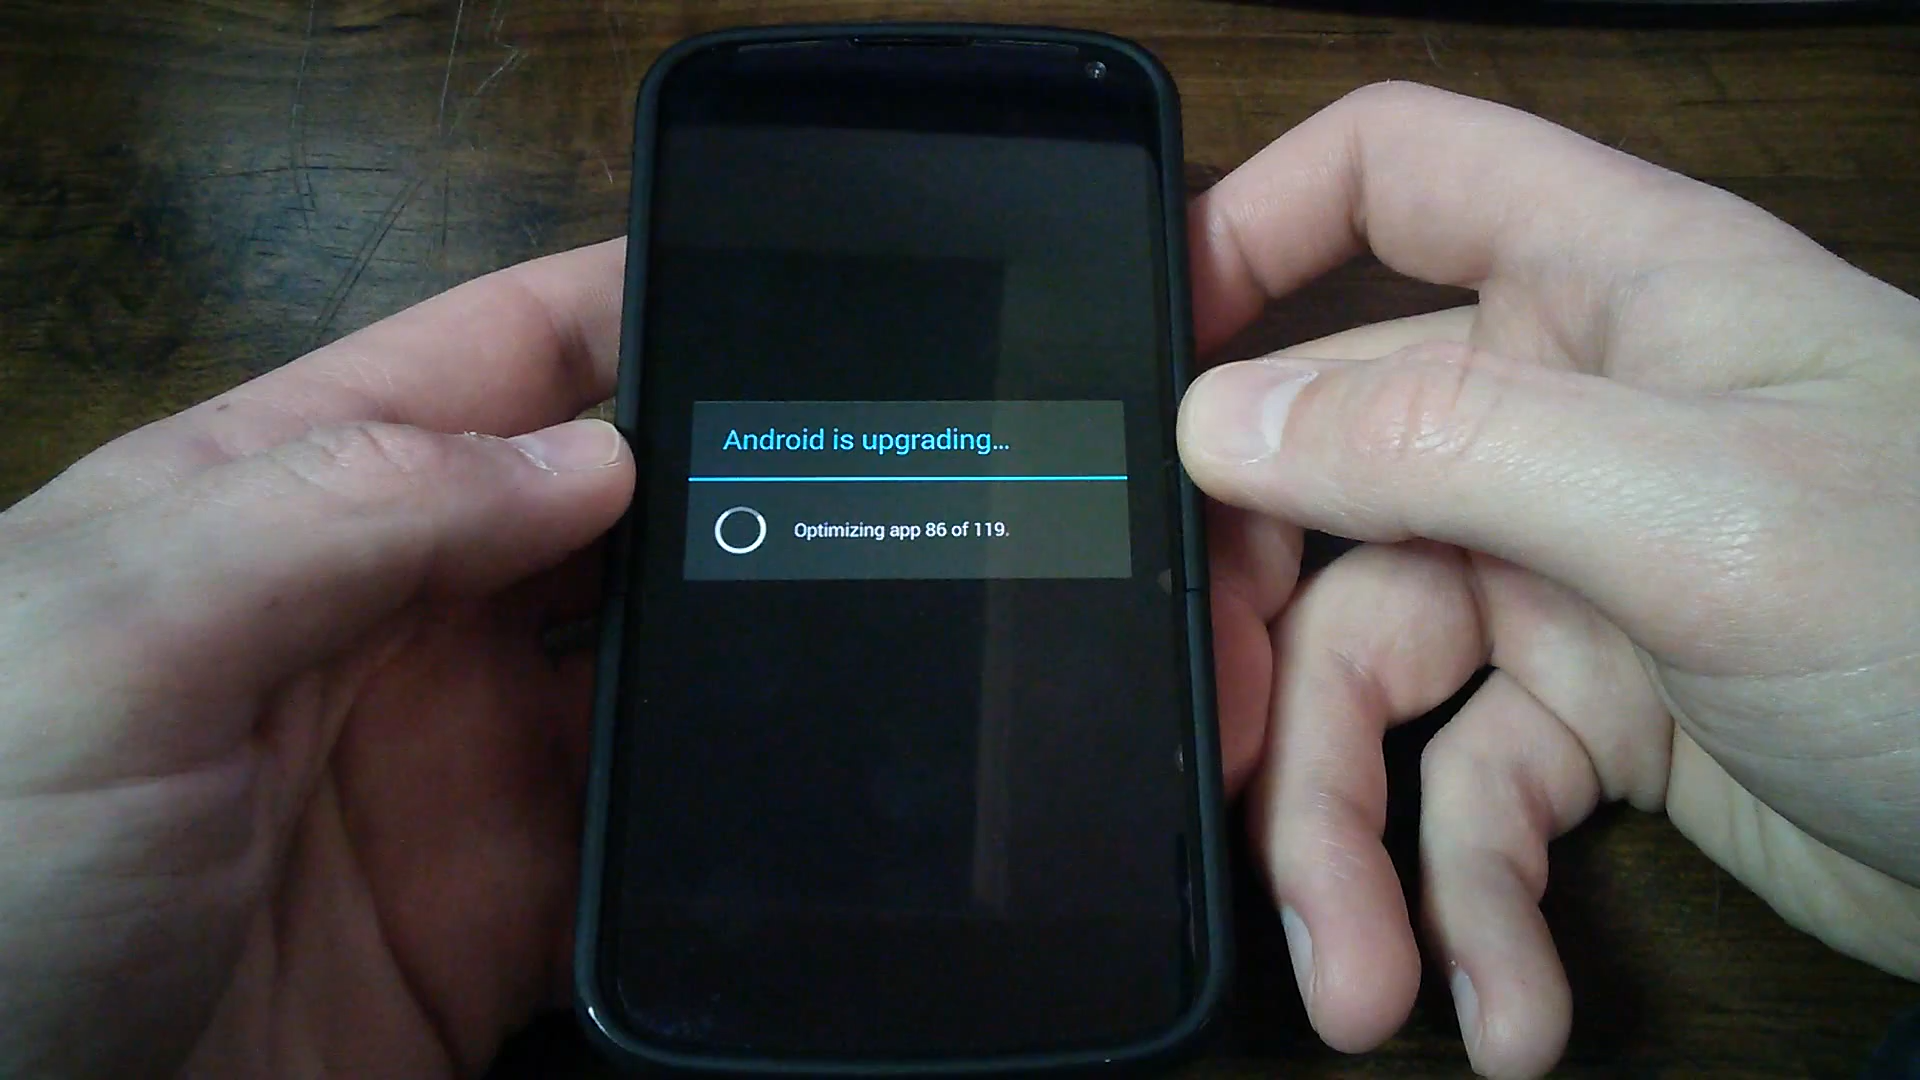 Android is upgrading...
Optimizing app 86 of 119.